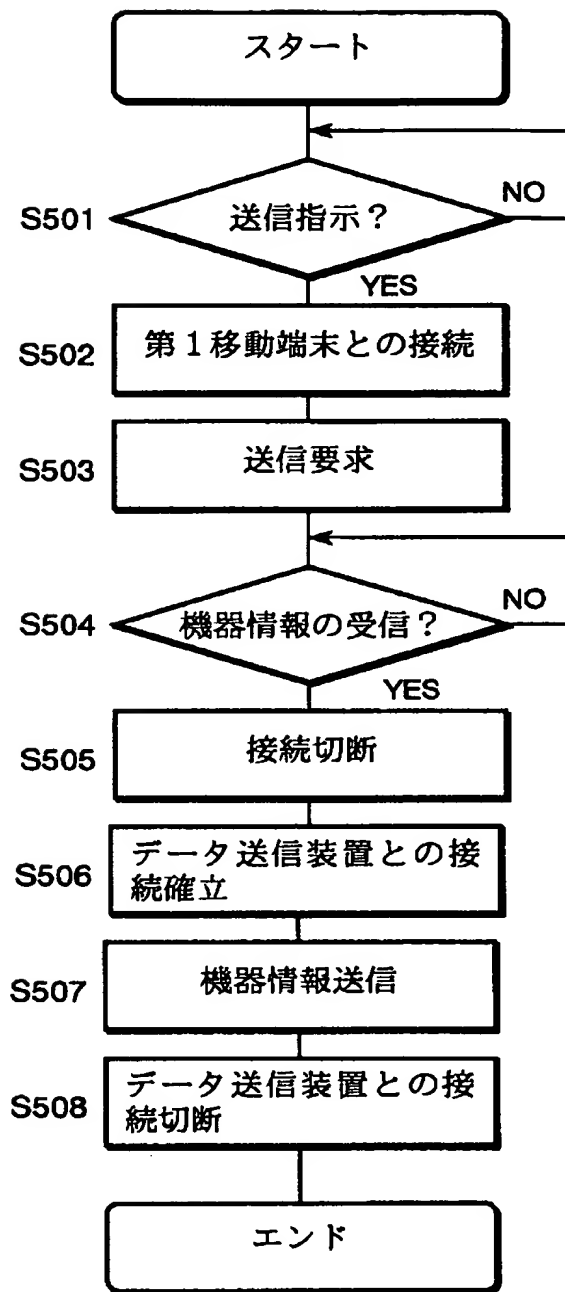 スタート
S501
送信指示？
NO
YES
S502
第１移動端末との接続
S503
送信要求
S504
機器情報の受信？
NO
YES
S505
接続切断
S506
データ送信装置との接
続確立
S507
機器情報送信
S508
データ送信装置との接
続切断
エンド